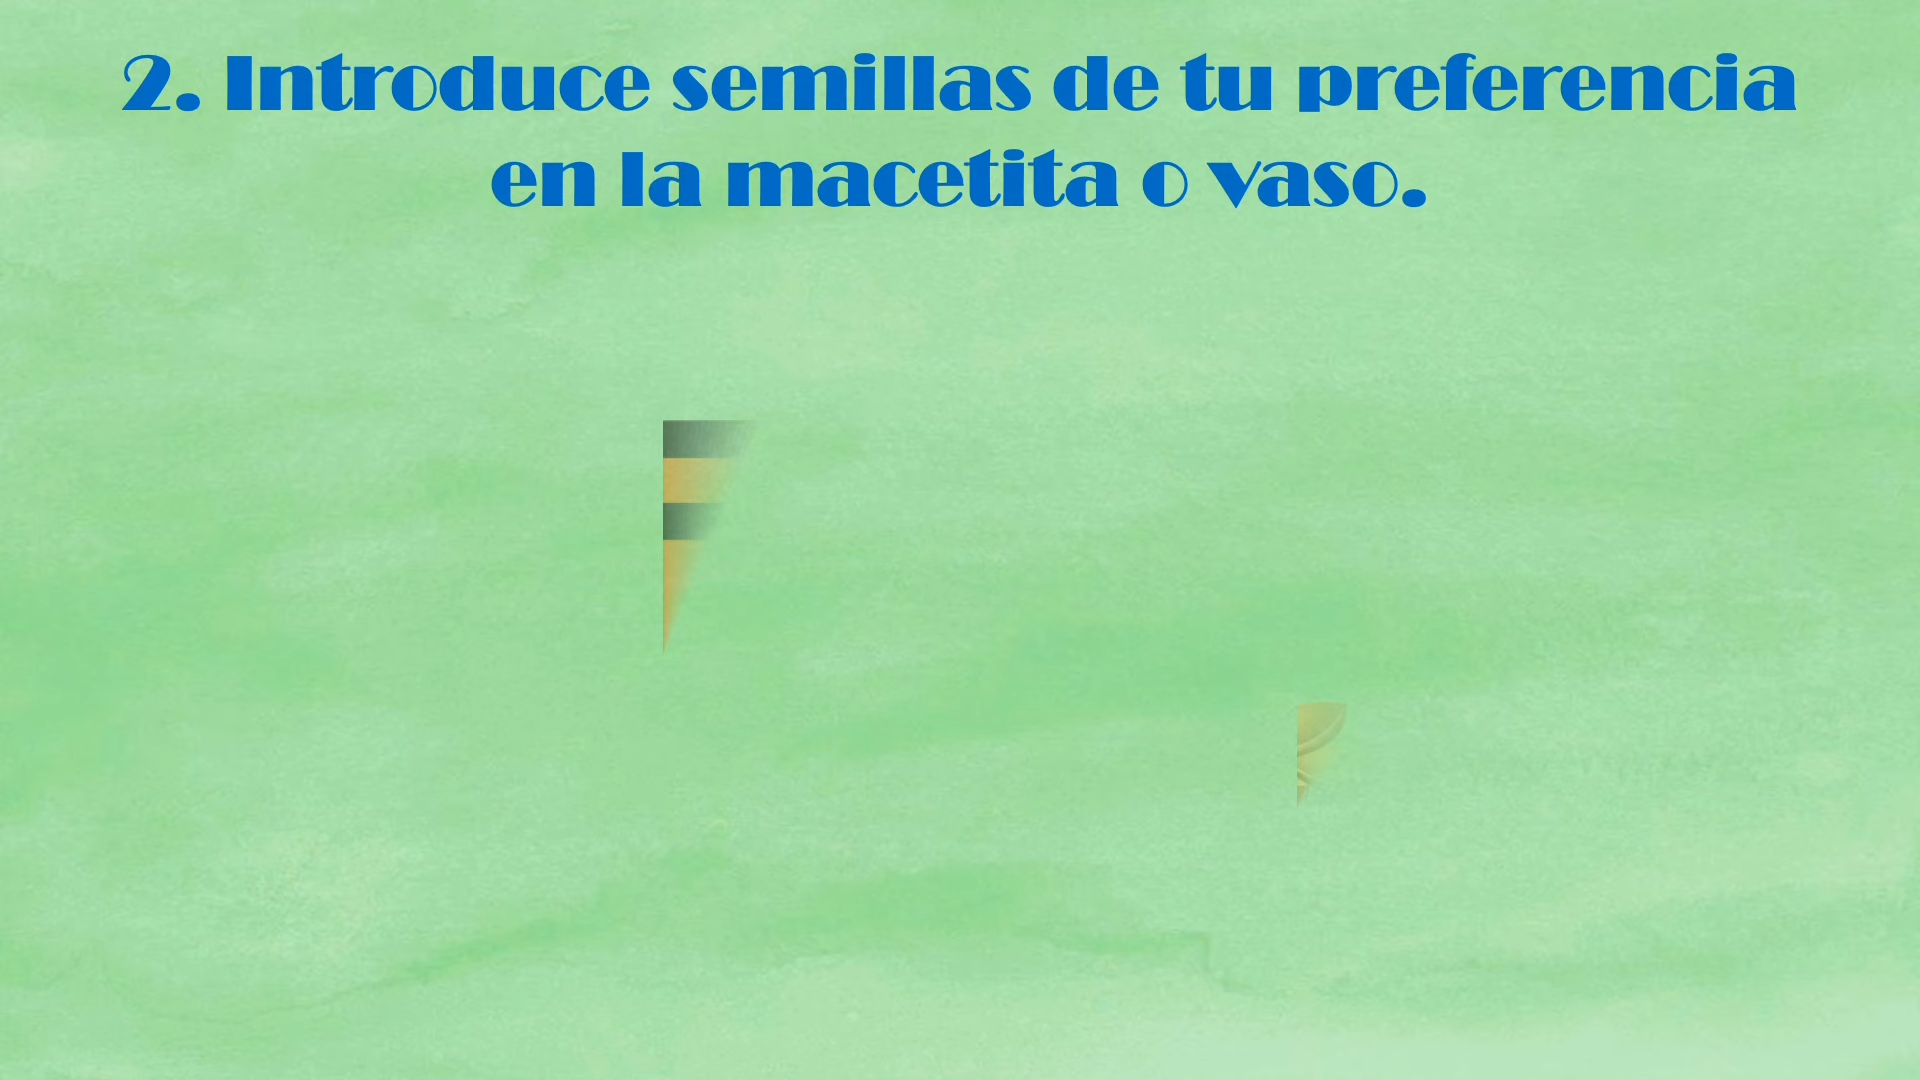 2. Introduce semillas de tu preferencia
en la macetita o vaso.